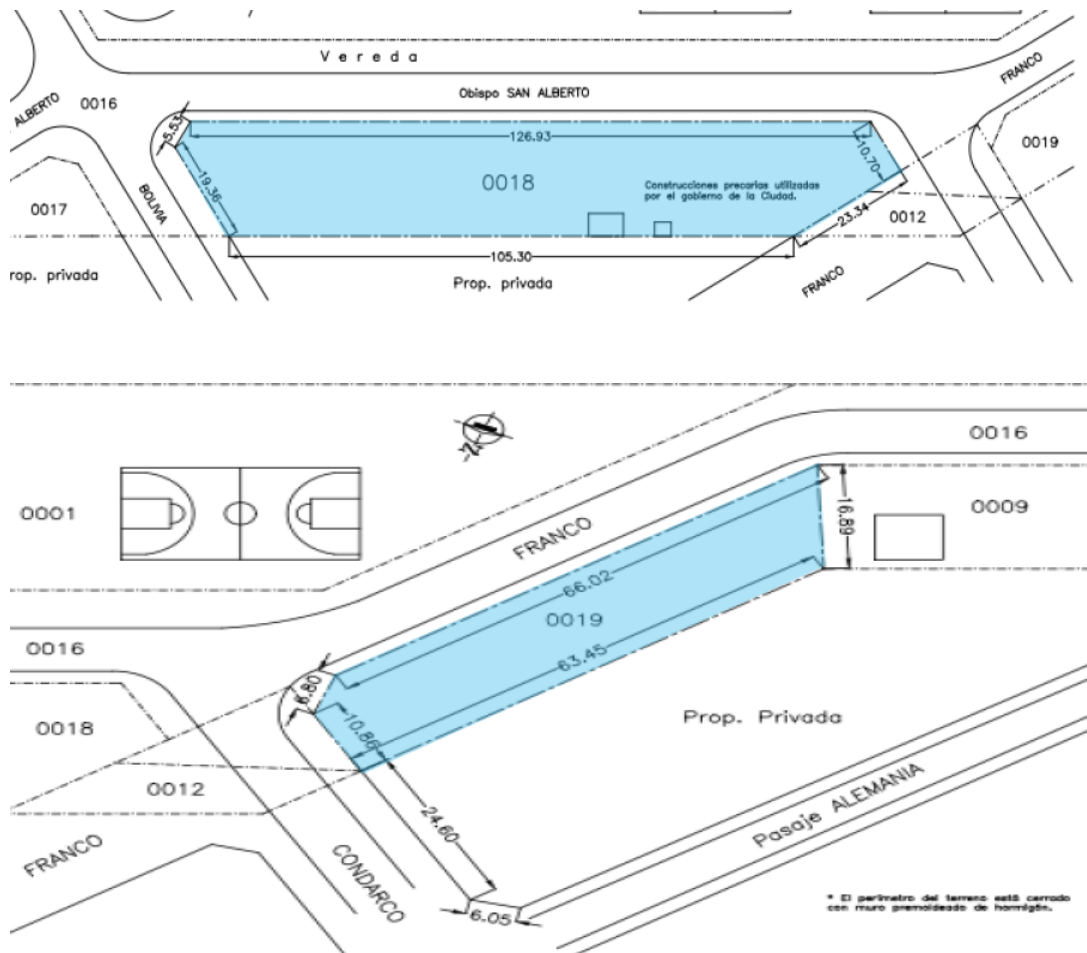 Vereda
Obispo SAN ALBERTO
FRANCO
ALBERTO
0016
5.53
126.93
10.70
0019
19.36
0018
Construcciones precarias utilizadas
por el gobierno de la Ciudad.
BOLIVIA
0017
23.34
0012
105.30
rop. privada
Prop. privada
FRANCO
0016
0001
0009
16.89
FRANCO
66.02
0019
0016
63.45
6.80
10.86
Prop. Privada
0018
0012
24.60
Pasaje ALEMANIA
FRANCO
CONDARCO
6.05
* El perímetro del terreno está cerrado
con muro premoldeado de hormigón.